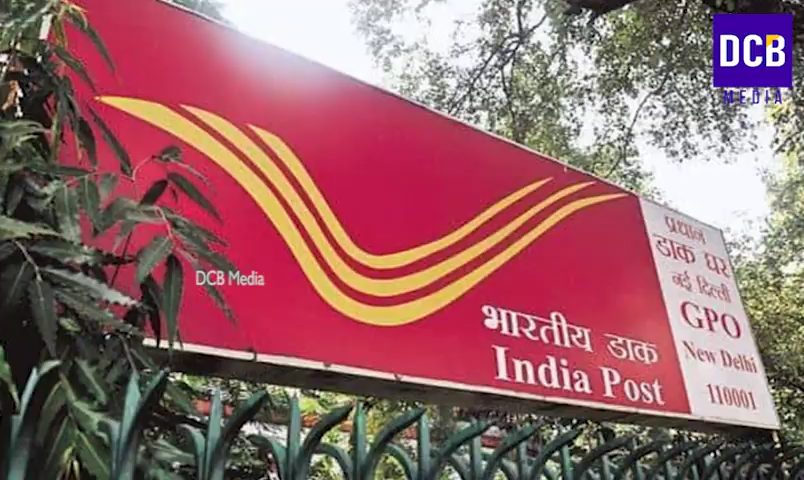 DCB
MEDIA
DCB Media
भारतीय डाक
India Post
प्रधान
डाक घर
नई दिल्ली
GPO
New Delhi
110001